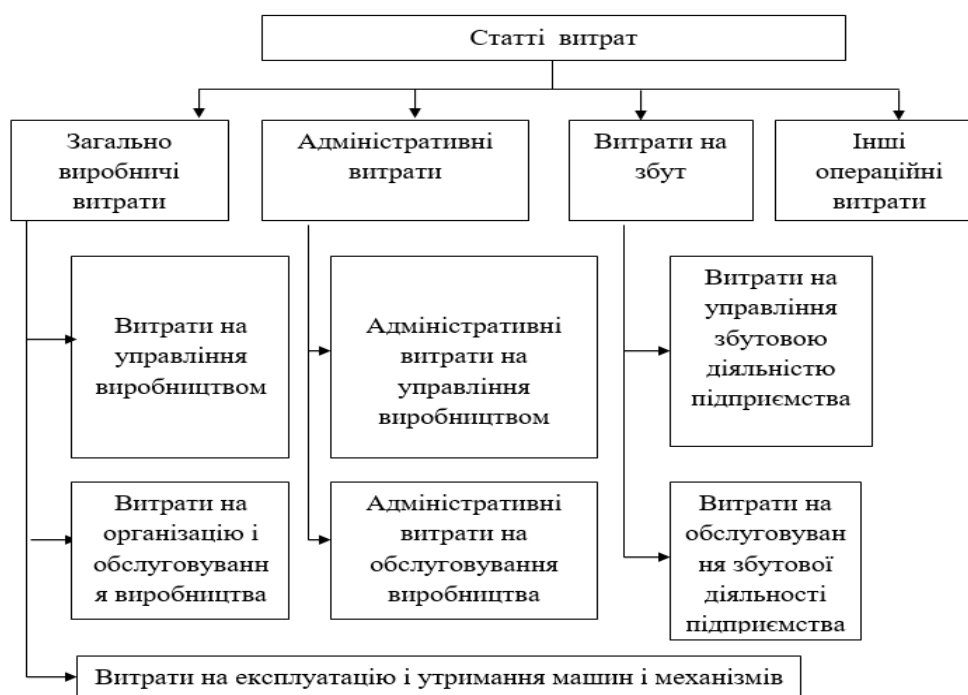 Статті витрат
Загально
виробничі
витрати
Адміністративні
витрати
Витрати на
збут
Інші
операційні
витрати
Витрати на
управління
виробництвом
Адміністративні
витрати на
управління
виробництвом
Витрати на
управління
збутовою
діяльністю
підприємства
Витрати на
організацію і
обслуговуванн
я виробництва
Адміністративні
витрати на
обслуговування
виробництва
Витрати на
обслуговуван
ня збутової
діяльності
підприємства
Витрати на експлуатацію і утримання машин і механізмів